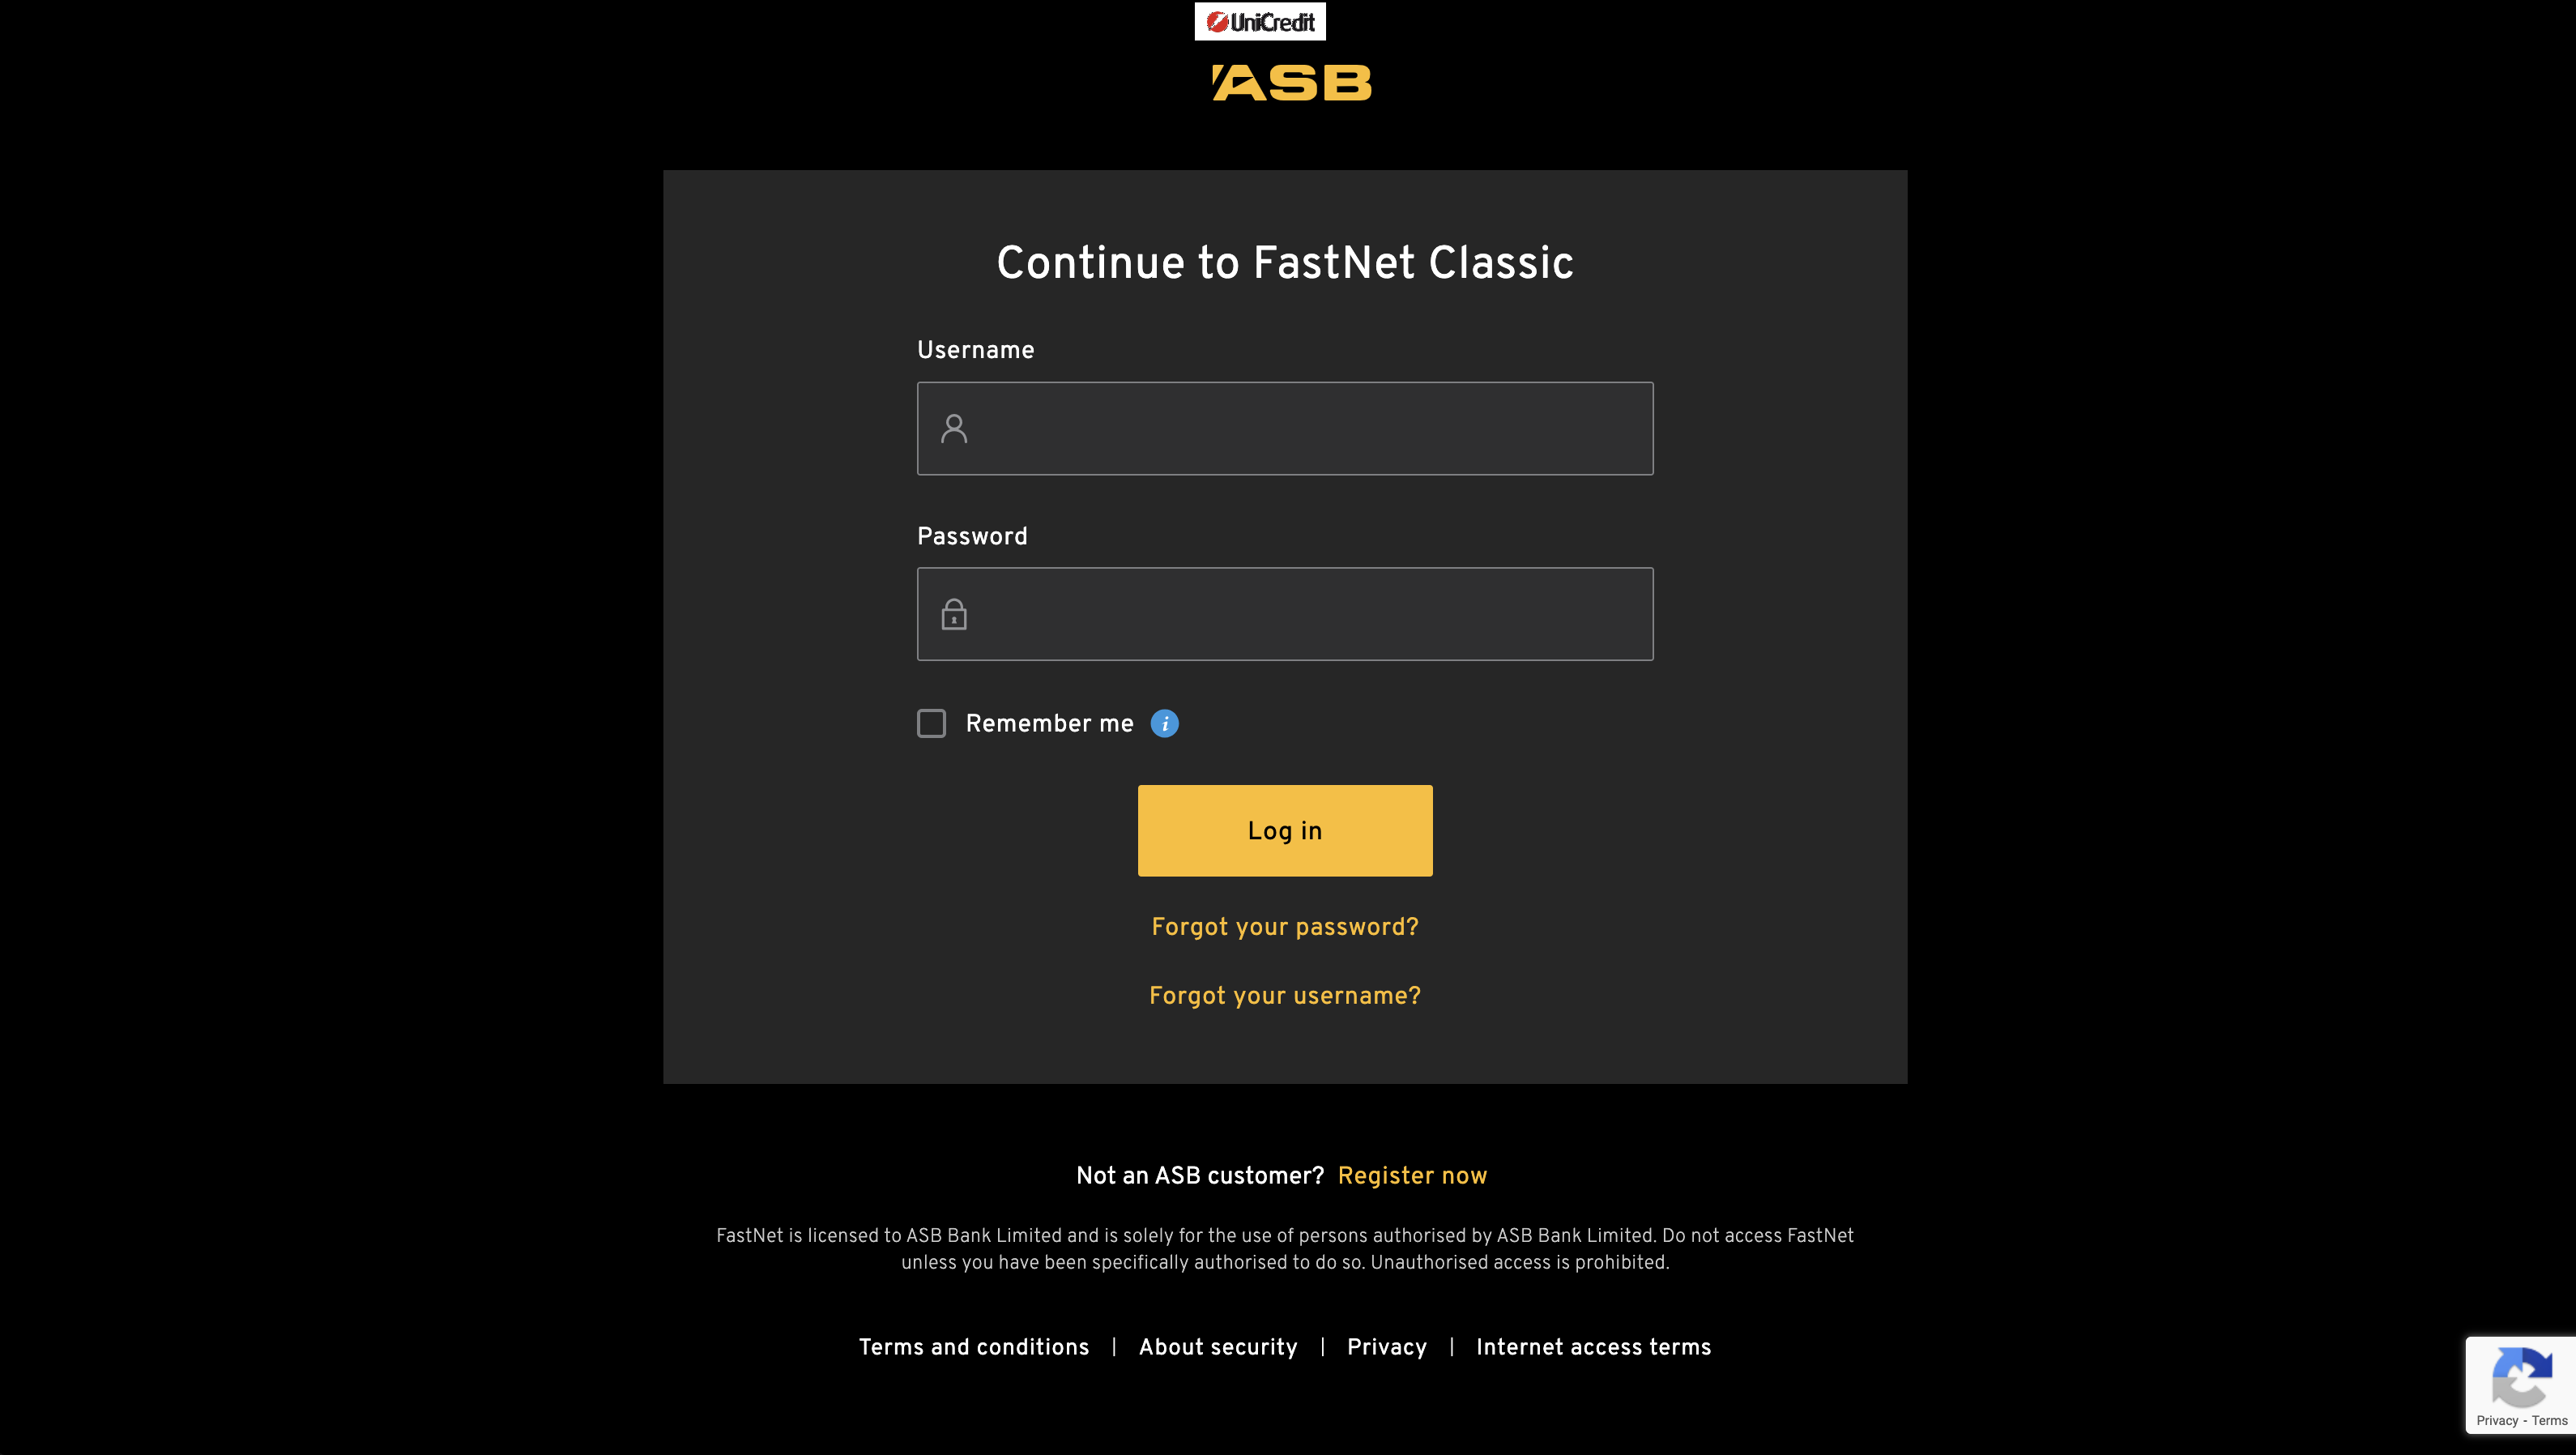 UniCredit
ASB
Continue to FastNet Classic
Username
Password
Remember me
Log in
Forgot your password?
Forgot your username?
Not an ASB customer? Register now
FastNet is licensed to ASB Bank Limited and is solely for the use of persons authorised by ASB Bank Limited. Do not access FastNet
unless you have been specifically authorised to do so. Unauthorised access is prohibited.
Terms and conditions | About security | Privacy | Internet access terms
Privacy - Terms